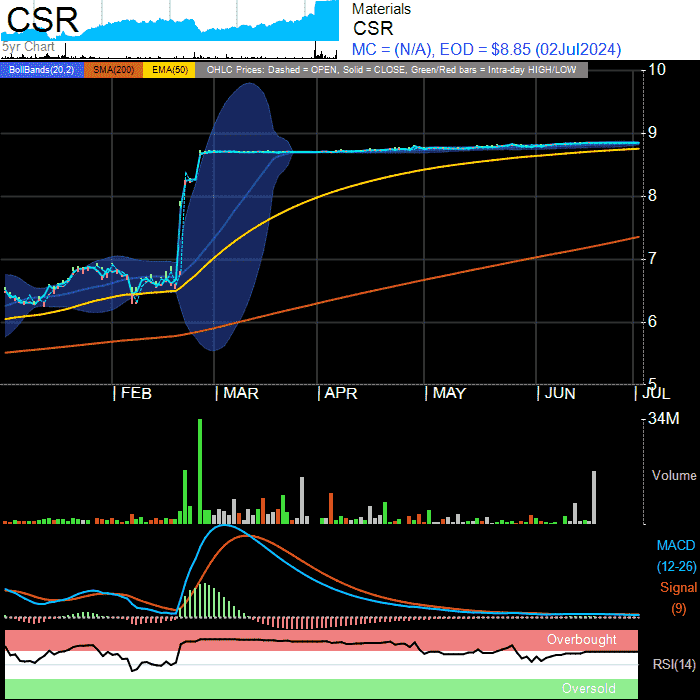 CSR
5yr Chart
Materials
CSR
MC = (N/A), EOD = $8.85 (02Jul2024)
BollBands(20,2) SMA(200) EMA(50) OHLC Prices: Dashed = OPEN, Solid = CLOSE, Green/Red bars = Intra-day HIGH/LOW
10
9
8
7
6
5
FEB MAR APR MAY JUN JUL
34M
Volume
MACD
(12-26)
Signal
(9)
Overbought
RSI(14)
Oversold